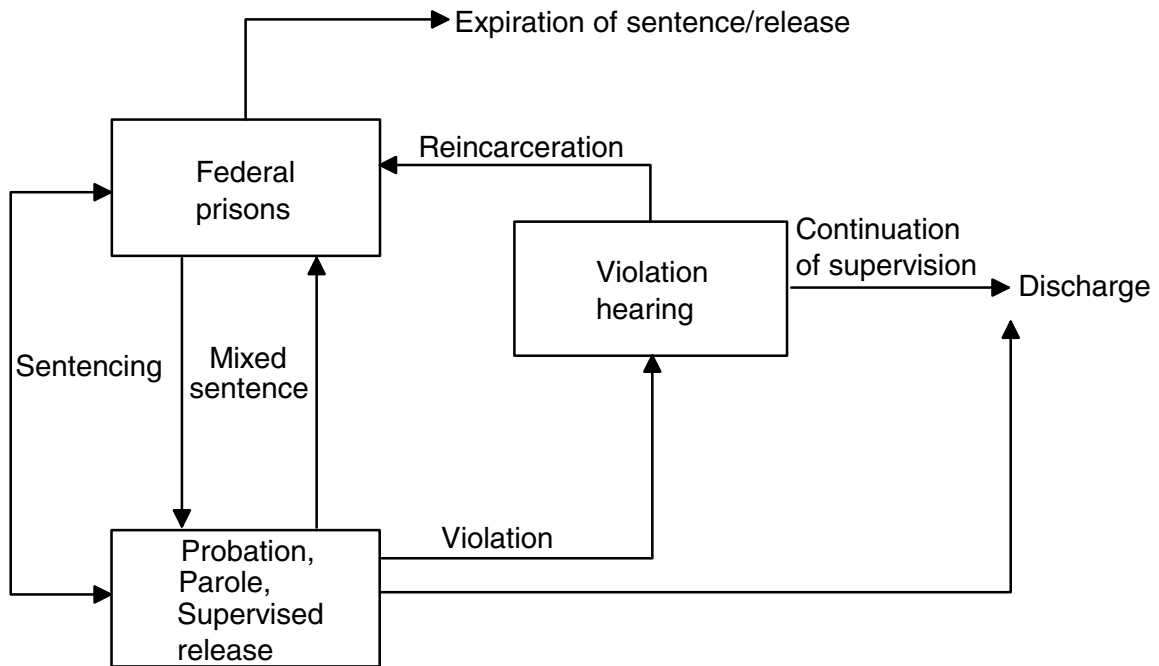 Expiration of sentence/release
Reincarceration
Federal
prisons
Continuation
of supervision
Violation
hearing
Discharge
Sentencing
Mixed
sentence
Violation
Probation,
Parole,
Supervised
release